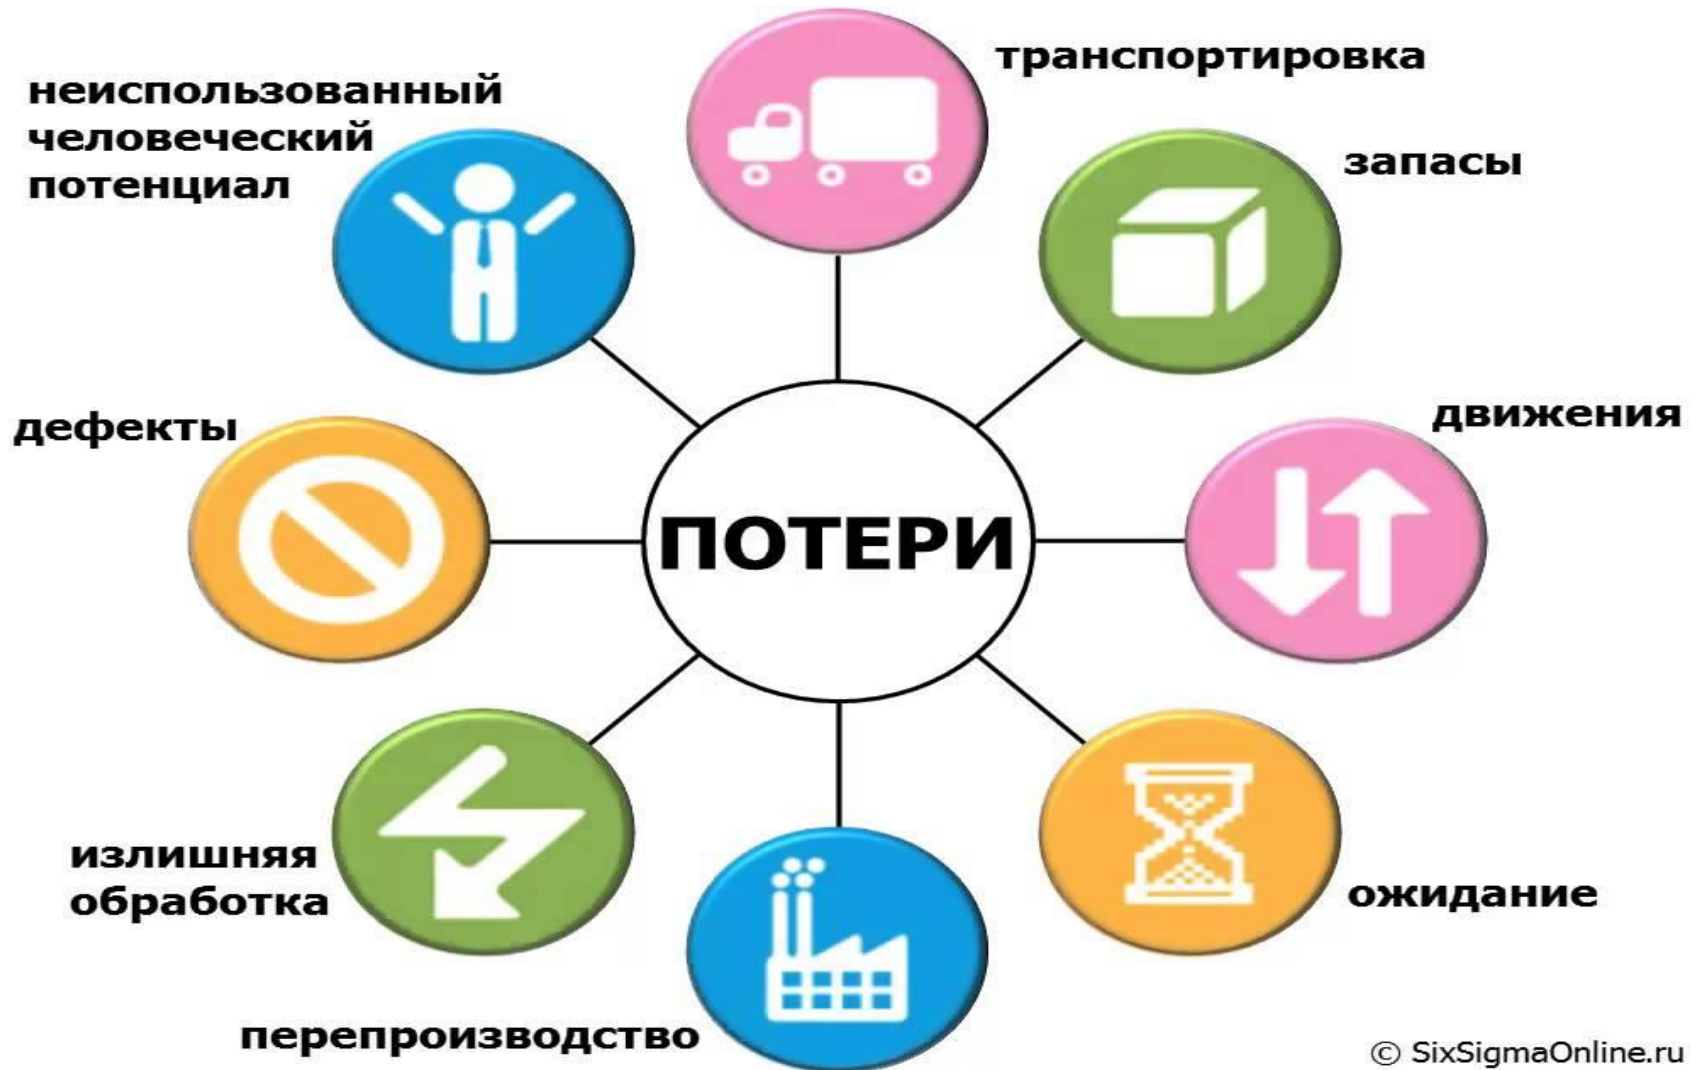 транспортировка
неиспользованный
человеческий
потенциал
запасы
дефекты
движения
ПОТЕРИ
излишняя
обработка
ожидание
перепроизводство
© SixSigmaOnline.ru